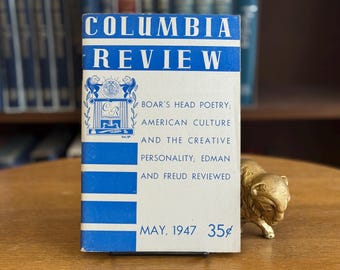 COLUMBIA
REVIEW
BOAR'S HEAD POETRY;
AMERICAN CULTURE
AND THE CREATIVE
PERSONALITY; EDMAN
AND FREUD REVIEWED
MAY, 1947 35¢